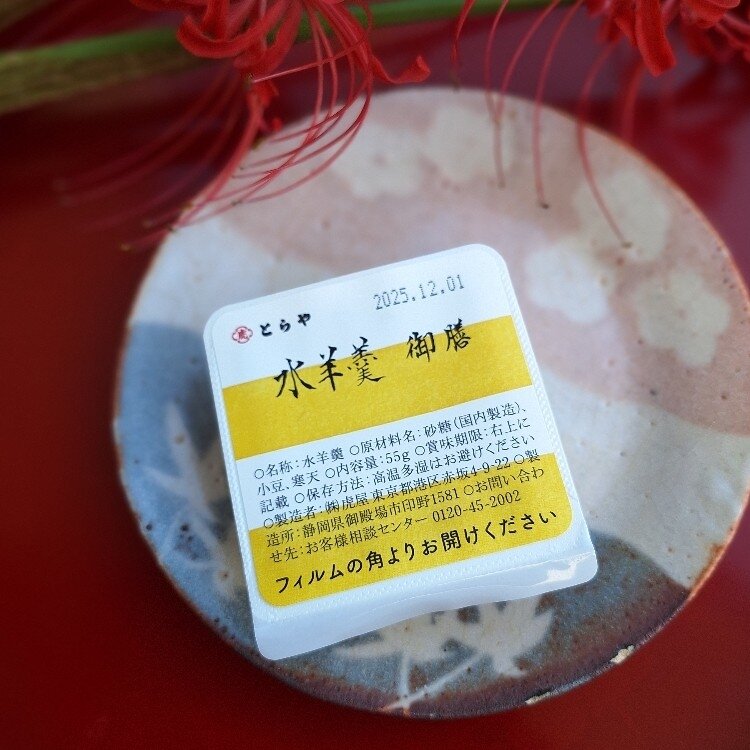 2025.12.01
虎 とらや
水羊羹 御膳
○名称：水羊羹 ○原材料名：砂糖（国内製造）、
小豆、寒天 ○内容量：55g ○賞味期限：右上に
記載 ○保存方法：高温多湿はお避けください
○製造者：㈱虎屋 東京都港区赤坂4-9-22 ○製
造所：静岡県御殿場市印野1581 ○お問い合わ
せ先：お客様相談センター 0120-45-2002
フィルムの角よりお開けください